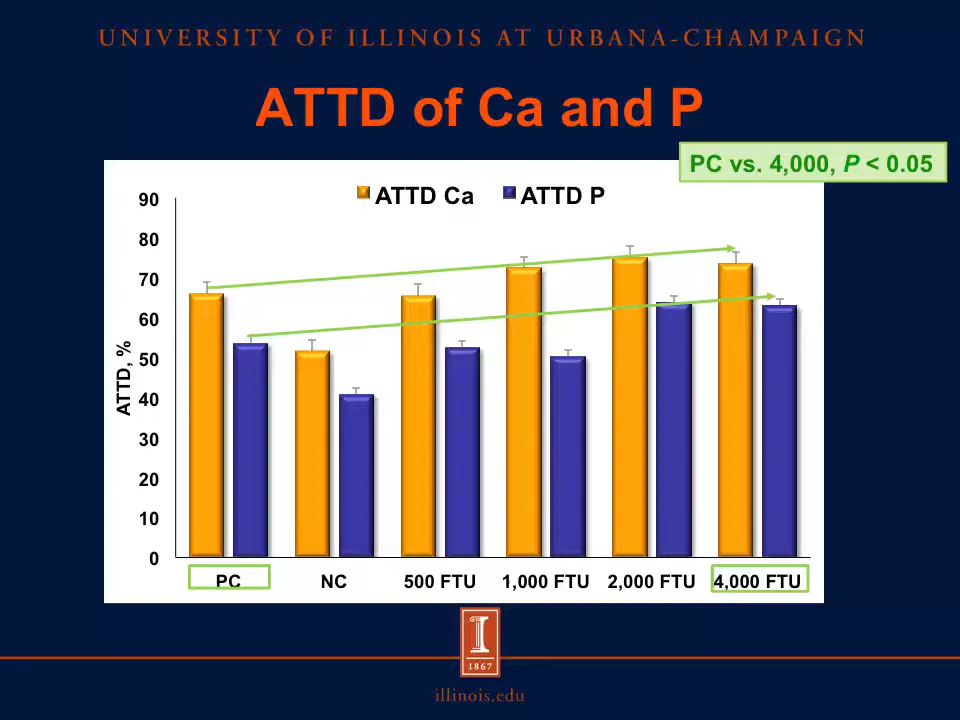 UNIVERSITY OF ILLINOIS AT URBANA-CHAMPAIGN
ATTD of Ca and P
PC vs. 4,000, P < 0.05
ATTD Ca ATTD P
90
80
70
60
50
40
30
20
10
0
ATTD, %
PC NC 500 FTU 1,000 FTU 2,000 FTU 4,000 FTU
I
1867
illinois.edu